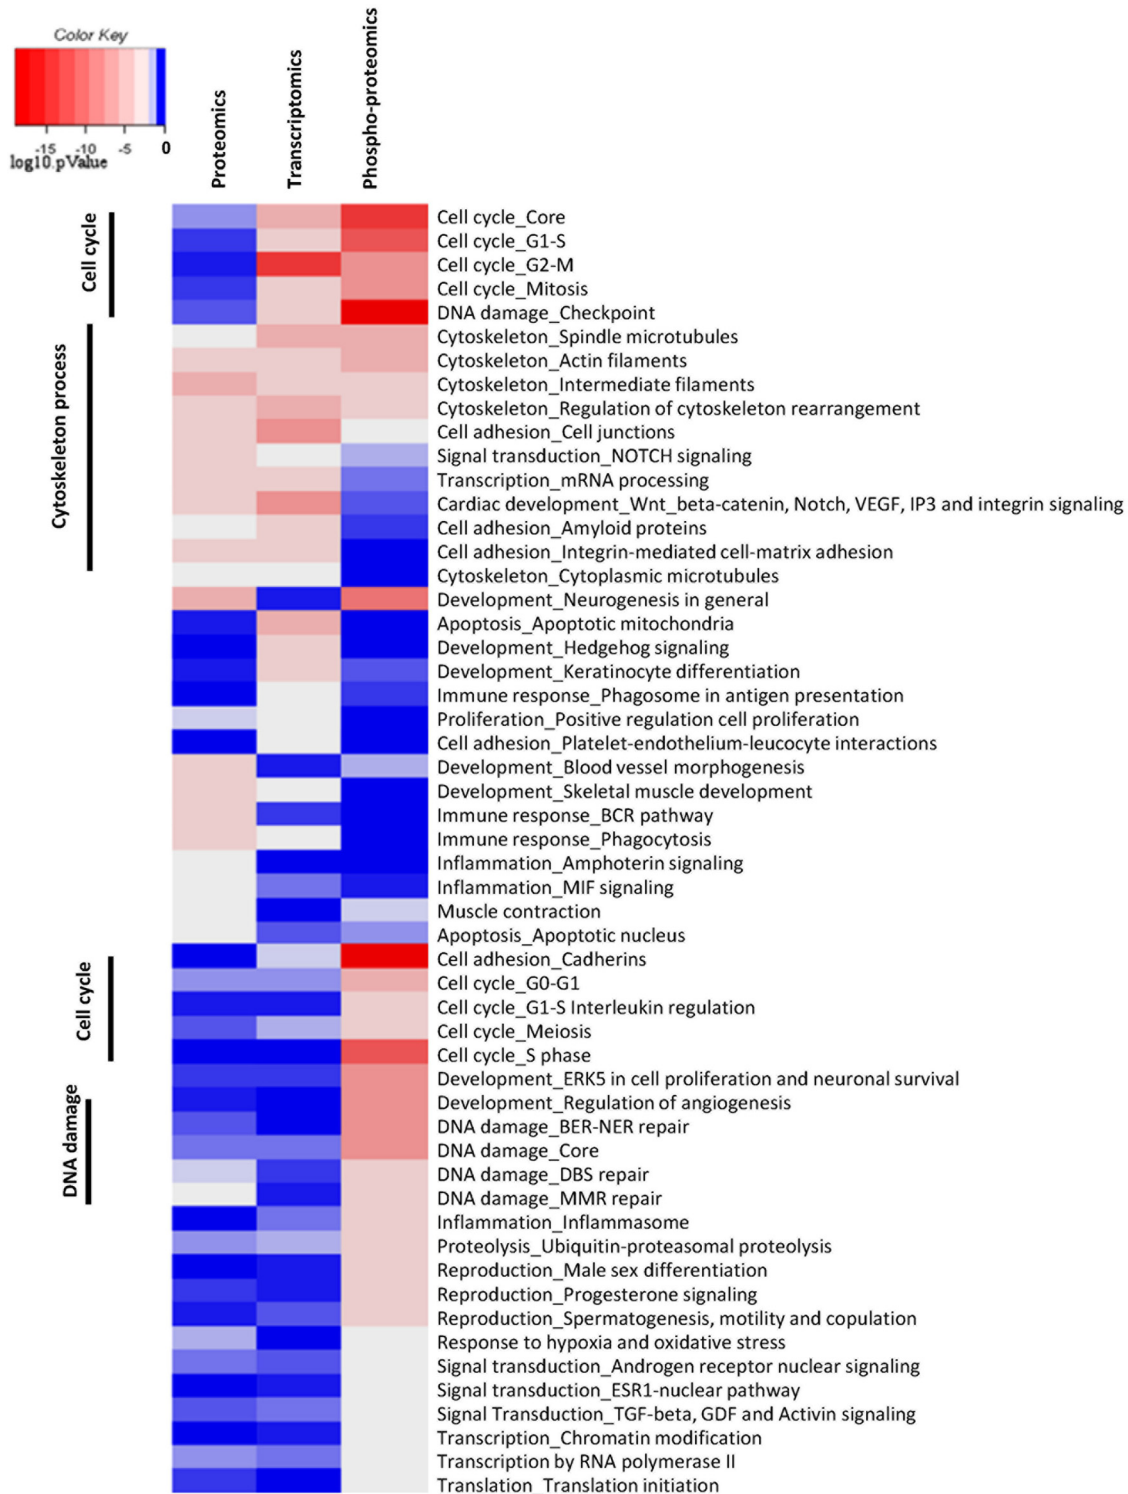 Color Key
-15 -10 -5 0
log10.pValue
Proteomics
Transcriptomics
Phospho-proteomics
Cell cycle
Cell cycle_Core
Cell cycle_G1-S
Cell cycle_G2-M
Cell cycle_Mitosis
DNA damage_Checkpoint
Cytoskeleton process
Cytoskeleton_Spindle microtubules
Cytoskeleton_Actin filaments
Cytoskeleton_Intermediate filaments
Cytoskeleton_Regulation of cytoskeleton rearrangement
Cell adhesion_Cell junctions
Signal transduction_NOTCH signaling
Transcription_mRNA processing
Cardiac development_Wnt_beta-catenin, Notch, VEGF, IP3 and integrin signaling
Cell adhesion_Amyloid proteins
Cell adhesion_Integrin-mediated cell-matrix adhesion
Cytoskeleton_Cytoplasmic microtubules
Development_Neurogenesis in general
Apoptosis_Apoptotic mitochondria
Development_Hedgehog signaling
Development_Keratinocyte differentiation
Immune response_Phagosome in antigen presentation
Proliferation_Positive regulation cell proliferation
Cell adhesion_Platelet-endothelium-leucocyte interactions
Development_Blood vessel morphogenesis
Development_Skeletal muscle development
Immune response_BCR pathway
Immune response_Phagocytosis
Inflammation_Amphoterin signaling
Inflammation_MIF signaling
Muscle contraction
Apoptosis_Apoptotic nucleus
Cell cycle
Cell adhesion_Cadherins
Cell cycle_G0-G1
Cell cycle_G1-S Interleukin regulation
Cell cycle_Meiosis
Cell cycle_S phase
Development_ERK5 in cell proliferation and neuronal survival
DNA damage
Development_Regulation of angiogenesis
DNA damage_BER-NER repair
DNA damage_Core
DNA damage_DBS repair
DNA damage_MMR repair
Inflammation_Inflammasome
Proteolysis_Ubiquitin-proteasomal proteolysis
Reproduction_Male sex differentiation
Reproduction_Progesterone signaling
Reproduction_Spermatogenesis, motility and copulation
Response to hypoxia and oxidative stress
Signal transduction_Androgen receptor nuclear signaling
Signal transduction_ESR1-nuclear pathway
Signal Transduction_TGF-beta, GDF and Activin signaling
Transcription_Chromatin modification
Transcription by RNA polymerase II
Translation_Translation initiation